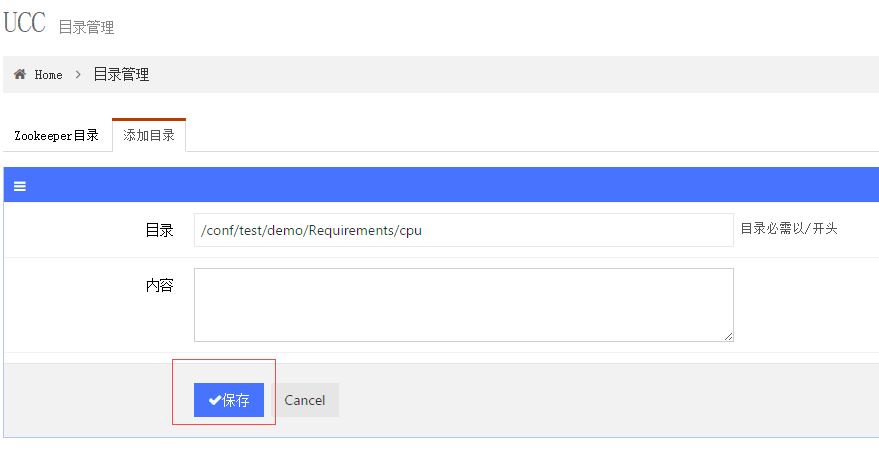 UCC 目录管理
Home > 目录管理
Zookeeper目录 添加目录
目录 /conf/test/demo/Requirements/cpu 目录必需以/开头
内容
保存 Cancel